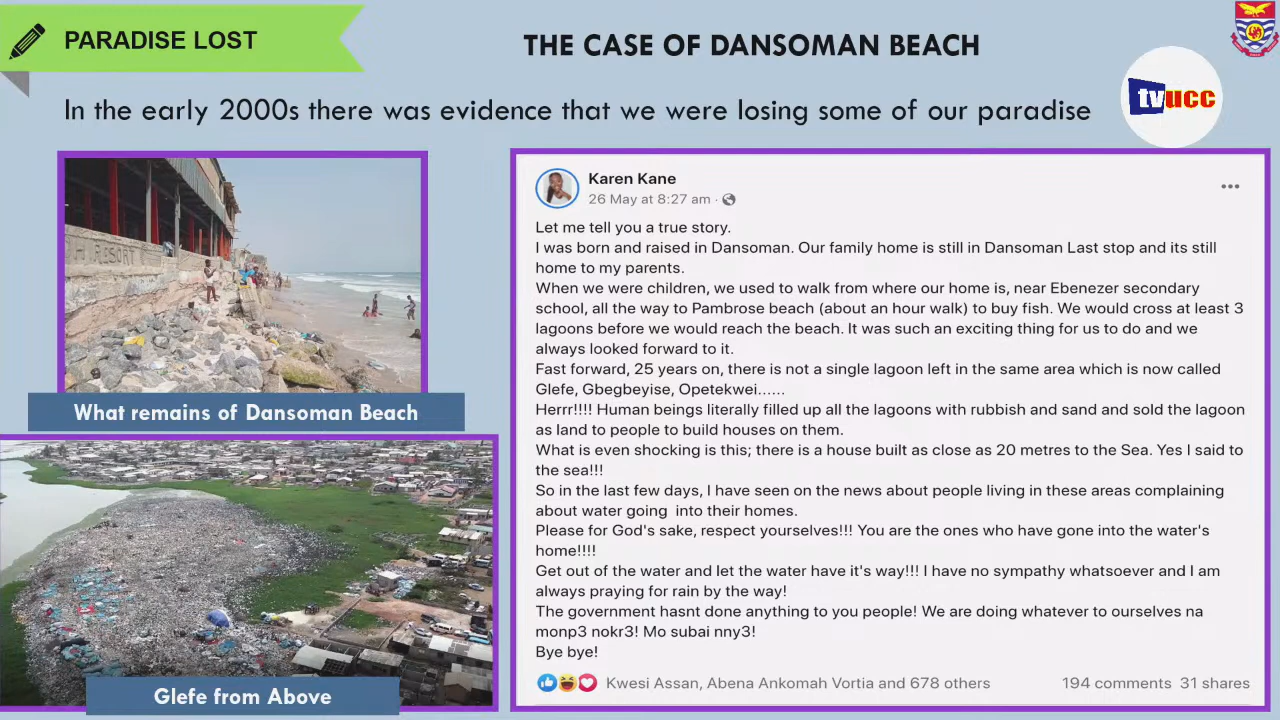 PARADISE LOST
THE CASE OF DANSOMAN BEACH
tvucc
In the early 2000s there was evidence that we were losing some of our paradise
RESORT
What remains of Dansoman Beach
Glefe from Above
Karen Kane
26 May at 8:27 am ·
Let me tell you a true story.
I was born and raised in Dansoman. Our family home is still in Dansoman Last stop and its still
home to my parents.
When we were children, we used to walk from where our home is, near Ebenezer secondary
school, all the way to Pambrose beach (about an hour walk) to buy fish. We would cross at least 3
lagoons before we would reach the beach. It was such an exciting thing for us to do and we
always looked forward to it.
Fast forward, 25 years on, there is not a single lagoon left in the same area which is now called
Glefe, Gbegbeyise, Opetekwei......
Herrr!!!! Human beings literally filled up all the lagoons with rubbish and sand and sold the lagoon
as land to people to build houses on them.
What is even shocking is this; there is a house built as close as 20 metres to the Sea. Yes I said to
the sea!!!
So in the last few days, I have seen on the news about people living in these areas complaining
about water going into their homes.
Please for God's sake, respect yourselves!!! You are the ones who have gone into the water's
home!!!!
Get out of the water and let the water have it's way!!! I have no sympathy whatsoever and I am
always praying for rain by the way!
The government hasnt done anything to you people! We are doing whatever to ourselves na
monp3 nokr3! Mo subai nny3!
Bye bye!
Kwesi Assan, Abena Ankomah Vortia and 678 others
194 comments 31 shares